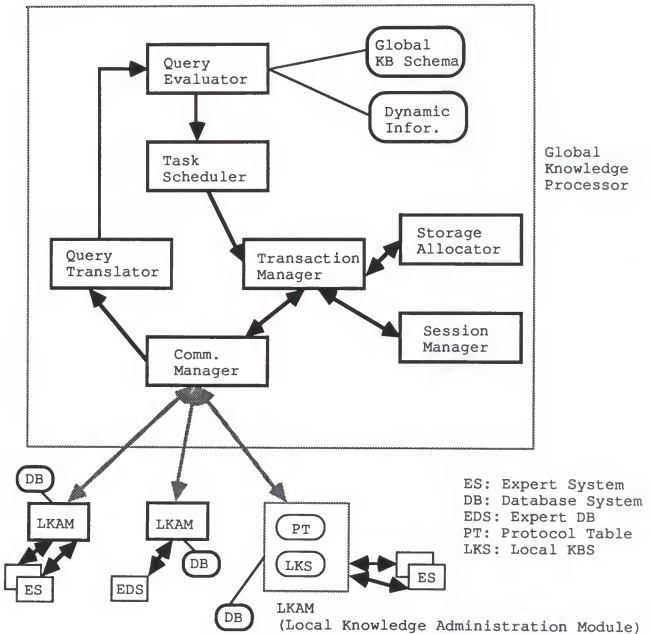 Query
Evaluator
Global
KB Schema
Dynamic
Infor.
Task
Scheduler
Global
Knowledge
Processor
Query
Translator
Transaction
Manager
Storage
Allocator
Session
Manager
Comm.
Manager
DB
LKAM
ES
LKAM
DB
EDS
PT
LKS
DB
ES
LKAM
(Local Knowledge Administration Module)
ES: Expert System
DB: Database System
EDS: Expert DB
PT: Protocol Table
LKS: Local KBS